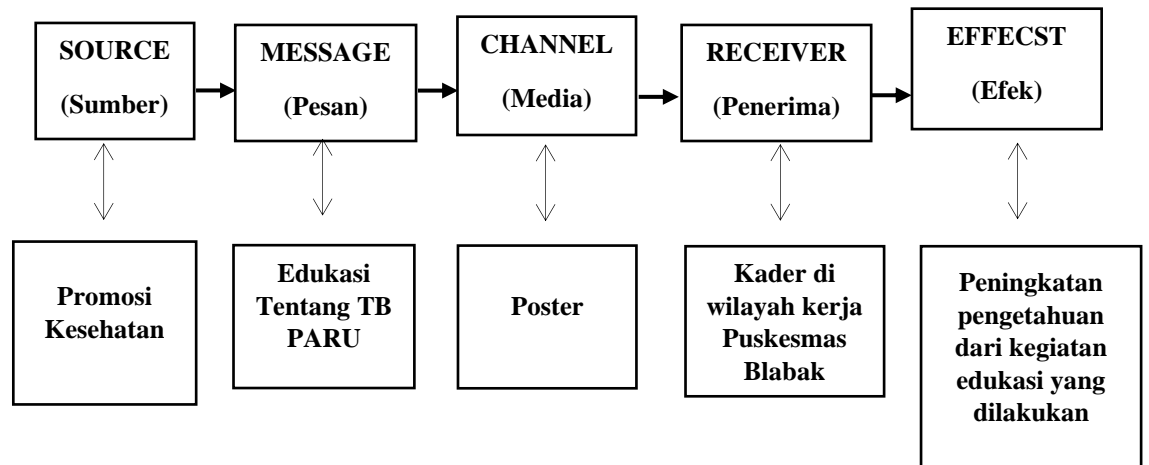 SOURCE
(Sumber)
MESSAGE
(Pesan)
CHANNEL
(Media)
RECEIVER
(Penerima)
EFFECST
(Efek)
Promosi
Kesehatan
Edukasi
Tentang TB
PARU
Poster
Kader di
wilayah kerja
Puskesmas
Blabak
Peningkatan
pengetahuan
dari kegiatan
edukasi yang
dilakukan